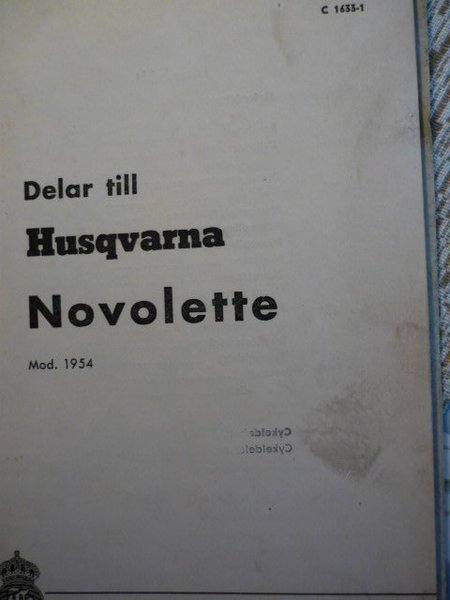 C 1633-1
Delar till
Husqvarna
Novolette
Mod. 1954